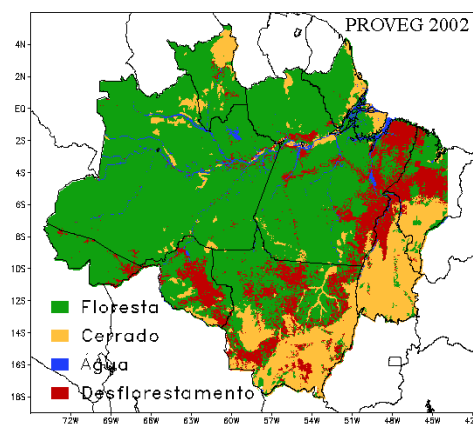 PROVEG 2002
4N
2N
EQ
2S
4S
6S
8S
10S
12S
14S
16S
18S
Floresta
Cerrado
Água
Desflorestamento
72W 69W 66W 63W 60W 57W 54W 51W 48W 45W